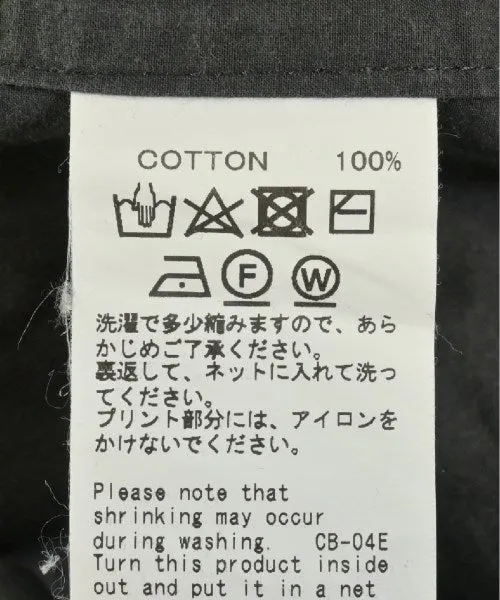 COTTON 100%
F W
洗濯で多少縮みますので、あら
かじめご了承ください。
裏返して、ネットに入れて洗っ
てください。
プリント部分には、アイロンを
かけないでください。
Please note that
shrinking may occur
during washing. CB-04E
Turn this product inside
out and put it in a net